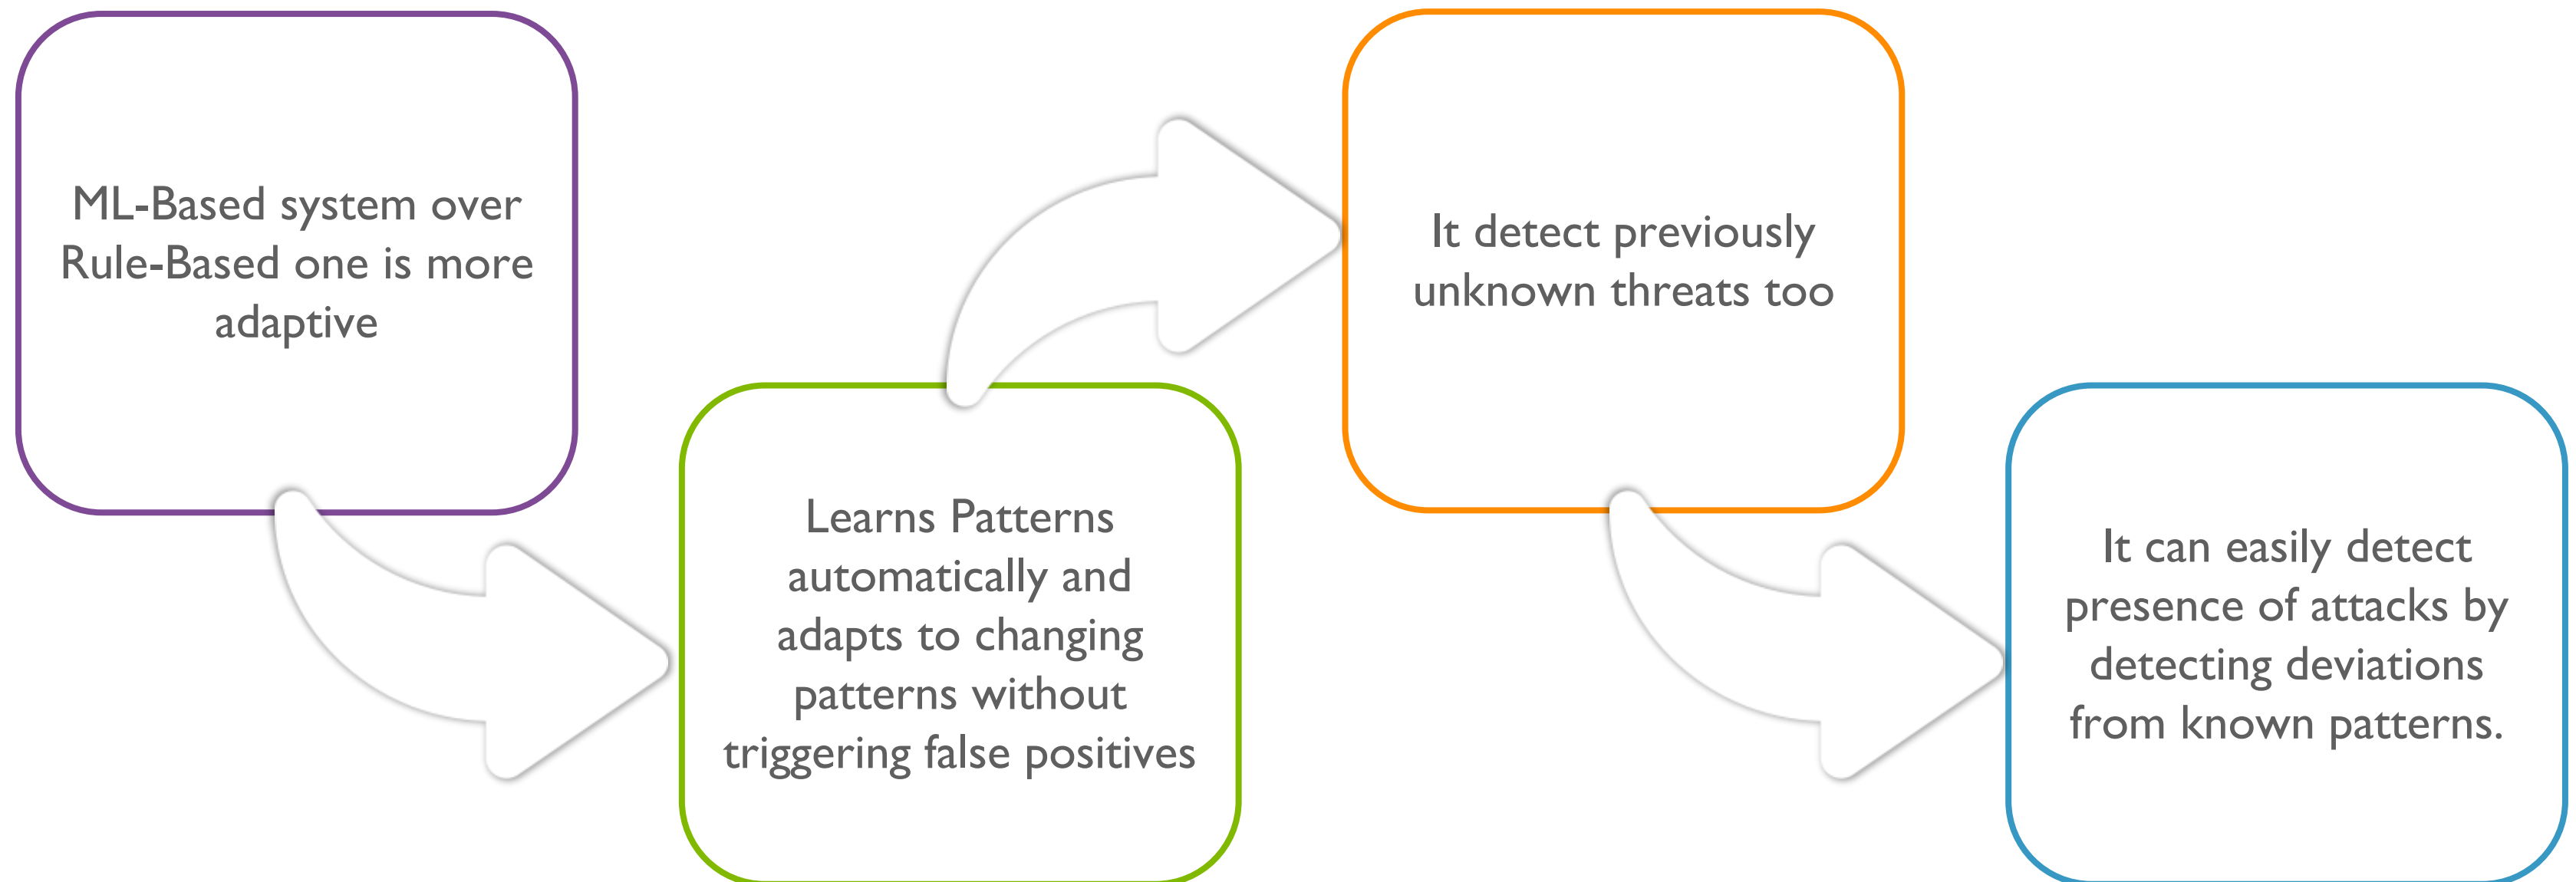 ML-Based system over
Rule-Based one is more
adaptive
Learns Patterns
automatically and
adapts to changing
patterns without
triggering false positives
It detect previously
unknown threats too
It can easily detect
presence of attacks by
detecting deviations
from known patterns.